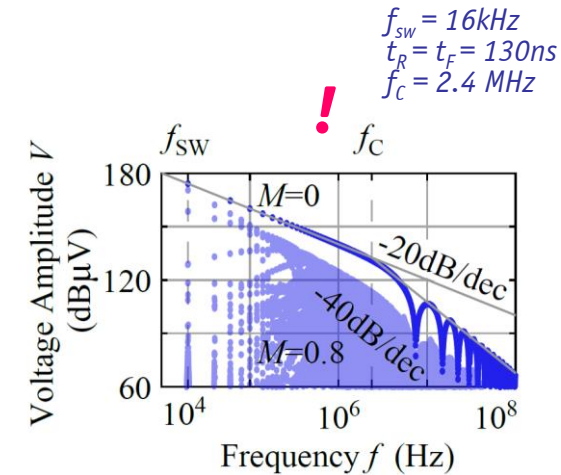 f_sw = 16kHz
t_R = t_F = 130ns
f_C = 2.4 MHz
!
f_SW
f_C
180
120
60
Voltage Amplitude V
(dBμV)
M=0
-20dB/dec
-40dB/dec
M=0.8
10^4 10^6 10^8
Frequency f (Hz)